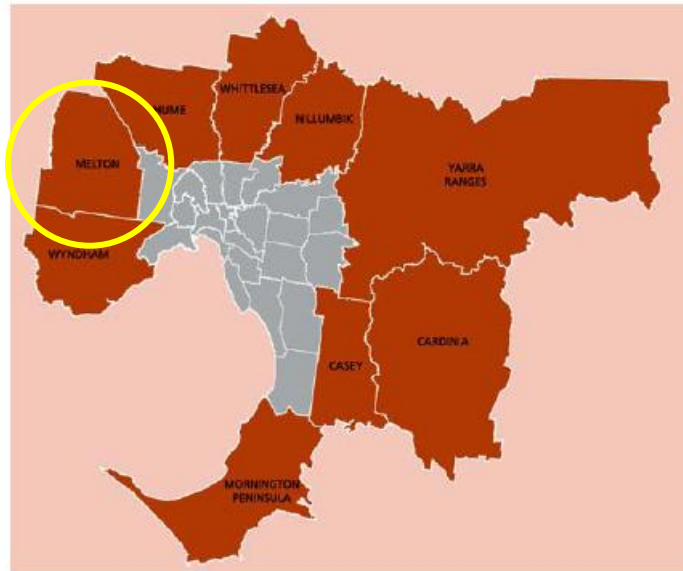 WHITTLESEA
HUME
NILLUMBIK
MELTON
YARRA
RANGES
WYNDHAM
CARDINIA
CASEY
MORNINGTON
PENINSULA